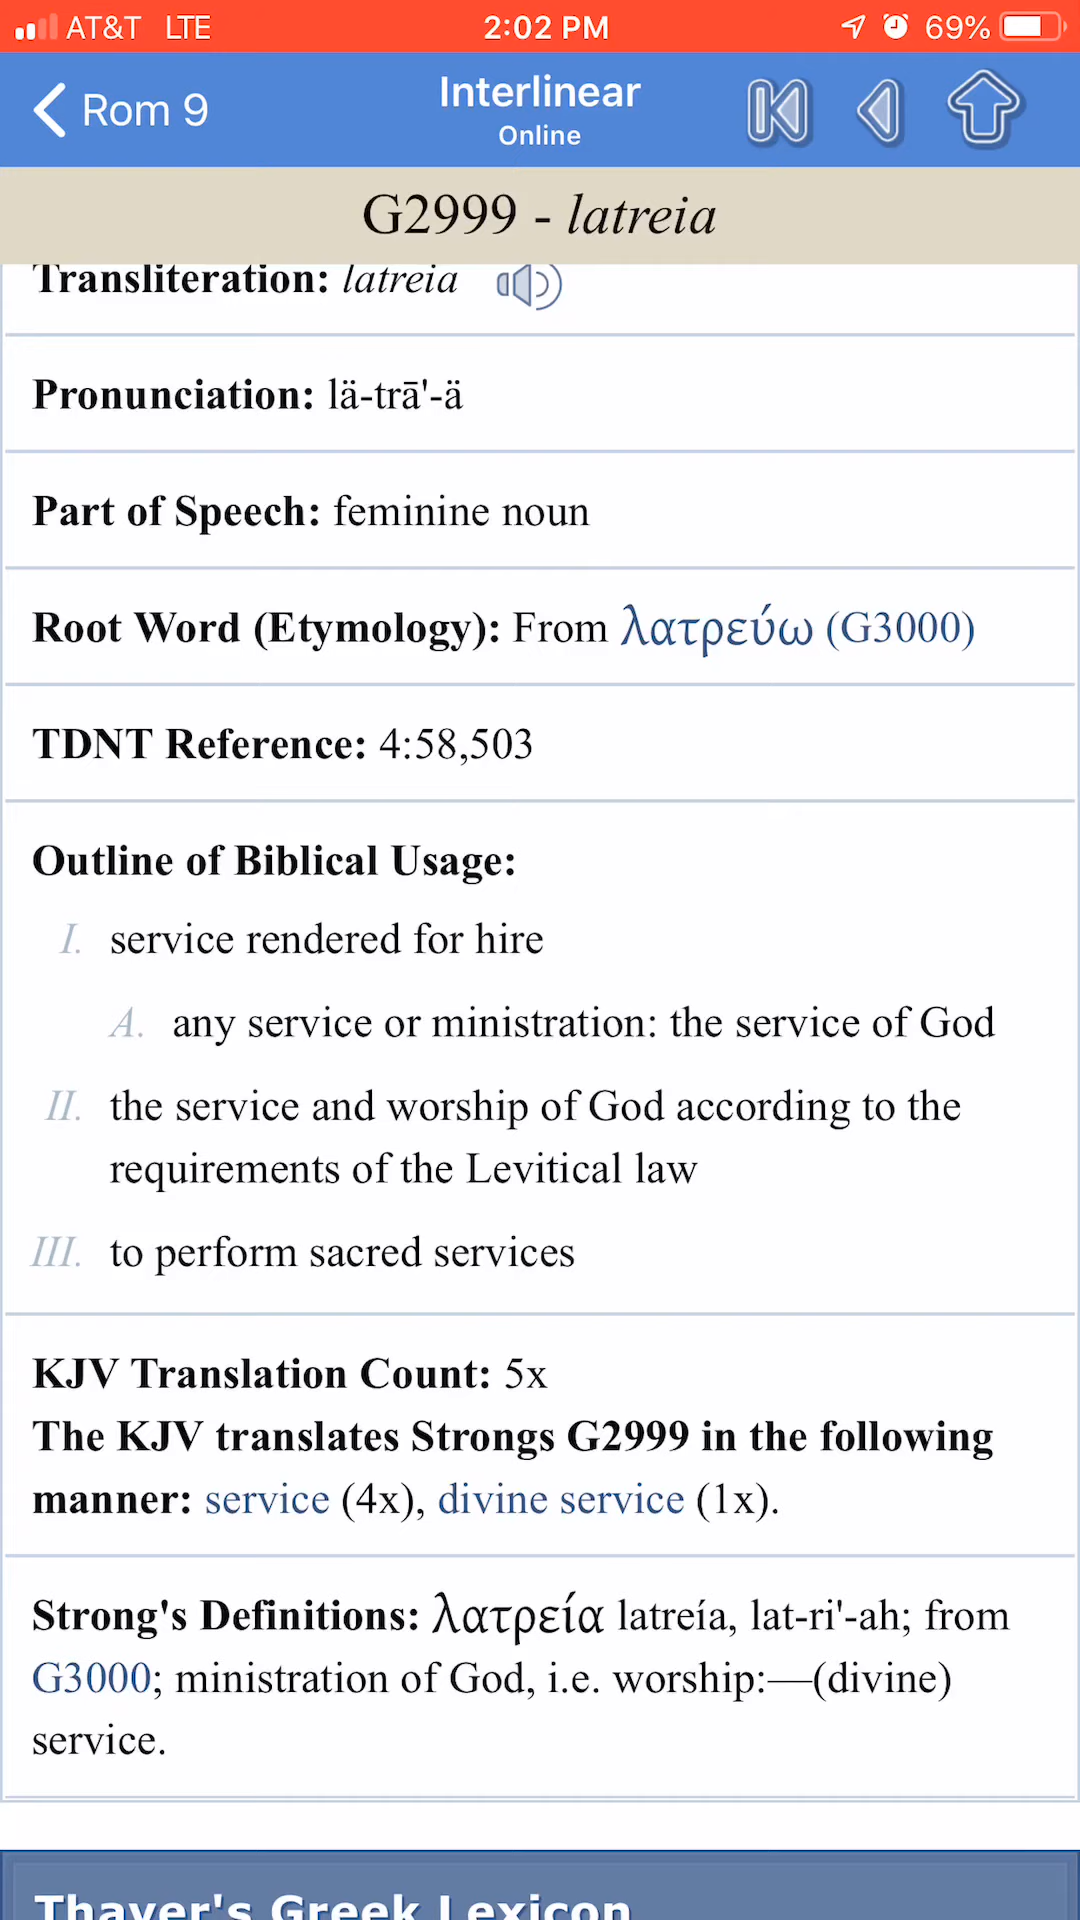 AT&T LTE 2:02 PM 69%
Rom 9
Interlinear
Online
G2999 - latreia
Transliteration: latreia
Pronunciation: lä-trā'-ä
Part of Speech: feminine noun
Root Word (Etymology): From λατρεύω (G3000)
TDNT Reference: 4:58,503
Outline of Biblical Usage:
I. service rendered for hire
A. any service or ministration: the service of God
II. the service and worship of God according to the
requirements of the Levitical law
III. to perform sacred services
KJV Translation Count: 5x
The KJV translates Strongs G2999 in the following
manner: service (4x), divine service (1x).
Strong's Definitions: λατρεία latreía, lat-ri'-ah; from
G3000; ministration of God, i.e. worship:—(divine)
service.
Thayer's Greek Lexicon